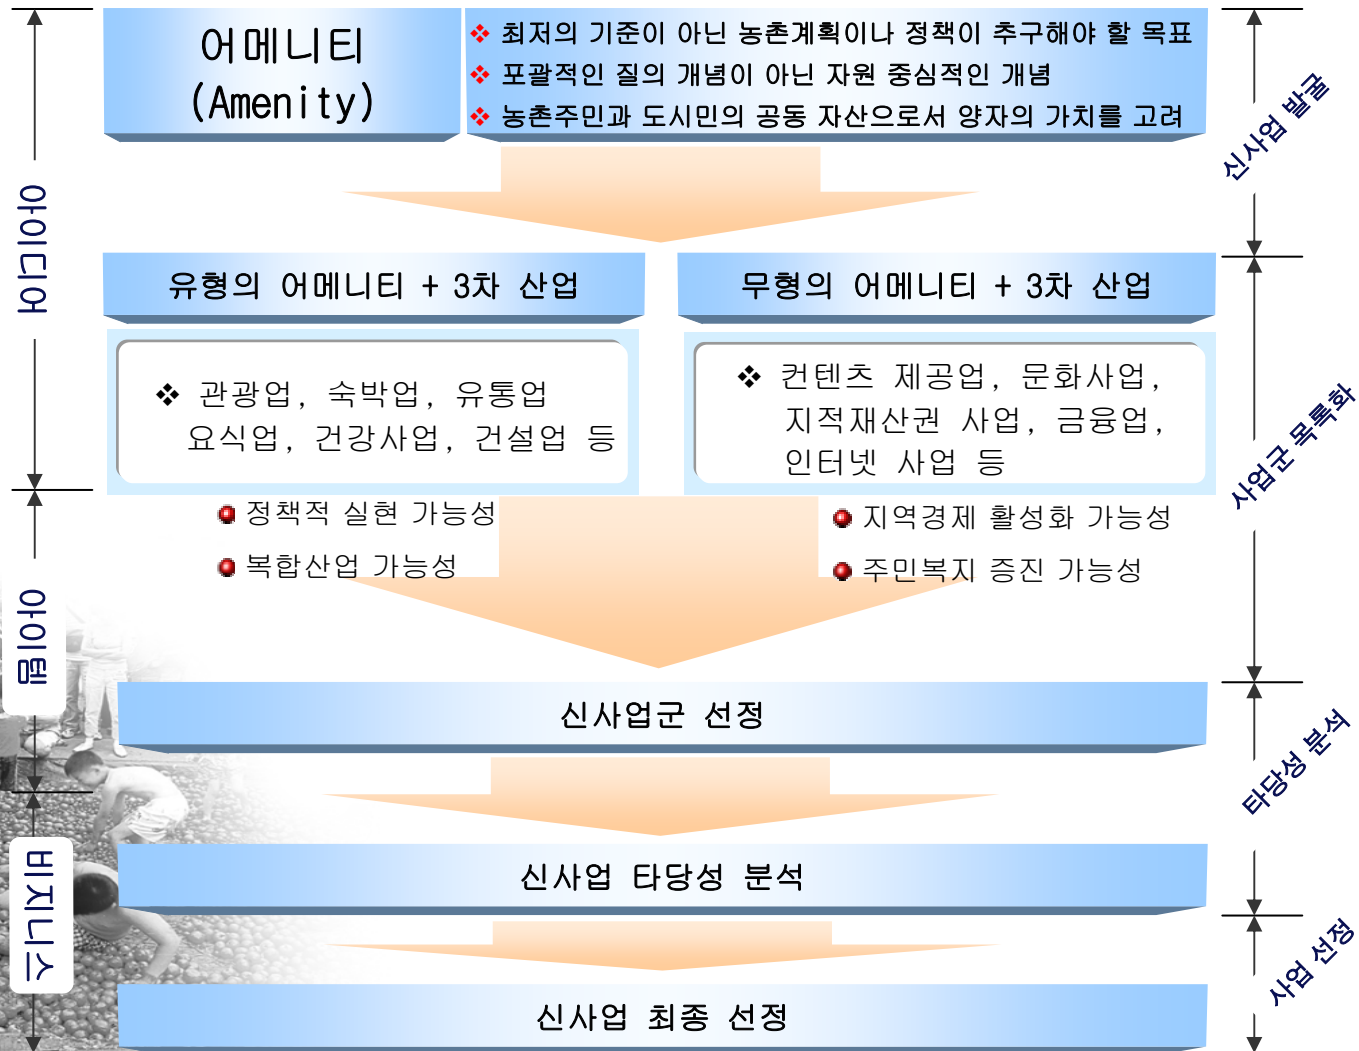 어메니티
(Amenity)
❖ 최저의 기준이 아닌 농촌계획이나 정책이 추구해야 할 목표
❖ 포괄적인 질의 개념이 아닌 자원 중심적인 개념
❖ 농촌주민과 도시민의 공동 자산으로서 양자의 가치를 고려
신사업 발굴
아이디어
유형의 어메니티 + 3차 산업
무형의 어메니티 + 3차 산업
❖ 관광업, 숙박업, 유통업
요식업, 건강사업, 건설업 등
❖ 컨텐츠 제공업, 문화사업,
지적재산권 사업, 금융업,
인터넷 사업 등
사업군 목록화
정책적 실현 가능성
복합산업 가능성
지역경제 활성화 가능성
주민복지 증진 가능성
아이템
신사업군 선정
타당성 분석
신사업 타당성 분석
비지니스
사업 선정
신사업 최종 선정